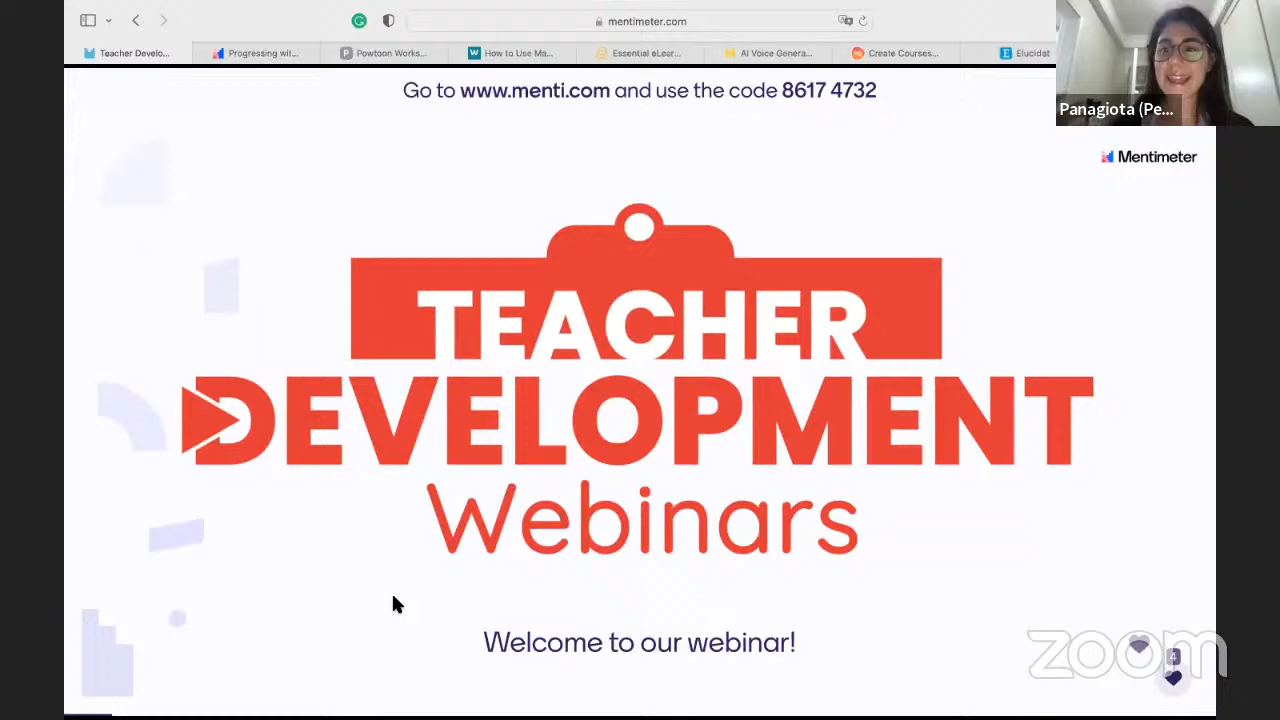 mentimeter.com
Teacher Develo...
Progressing wit...
Powtoon Works...
How to Use Ma...
Essential eLear...
AI Voice Genera...
Create Courses...
Elucidat
Go to www.menti.com and use the code 8617 4732
Panagiota (Pe...
Mentimeter
TEACHER
DEVELOPMENT
Webinars
Welcome to our webinar!
zoom
4